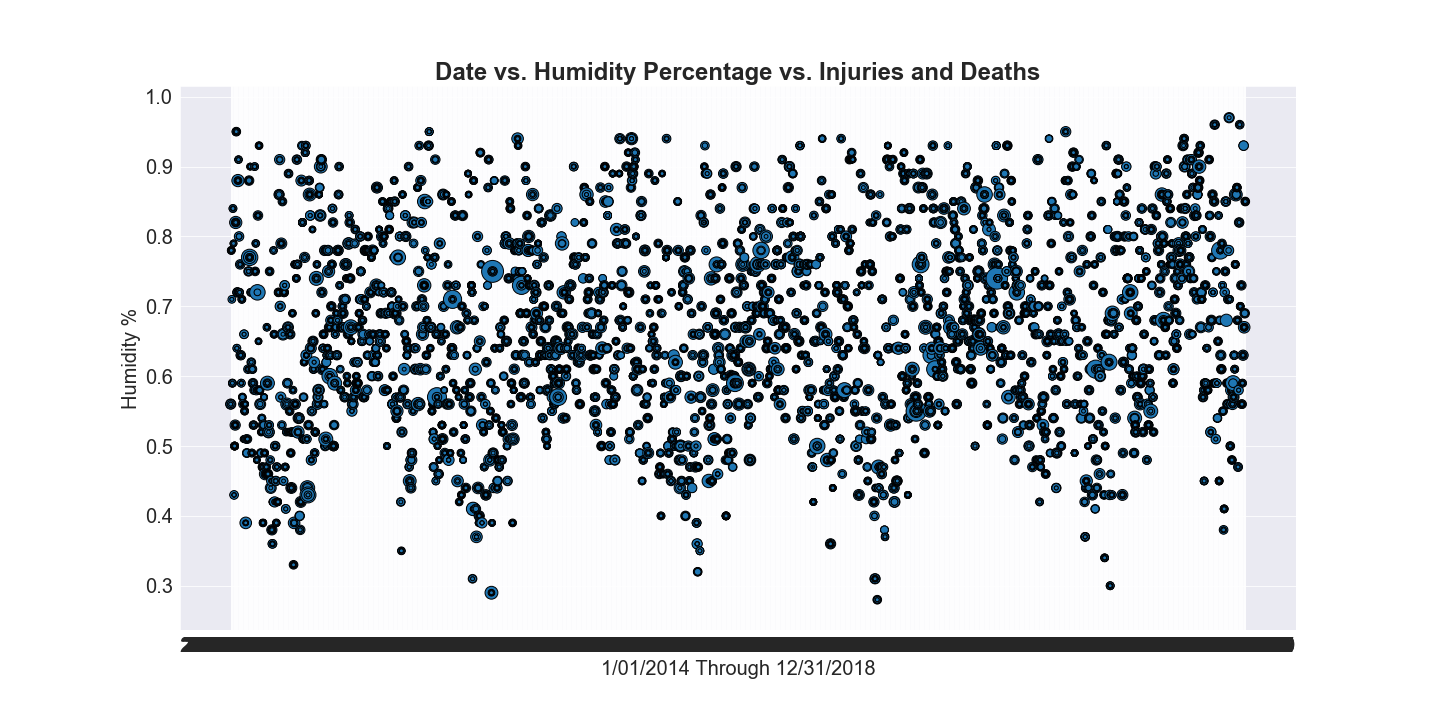 Date vs. Humidity Percentage vs. Injuries and Deaths
1.0
0.9
0.8
0.7
0.6
0.5
0.4
0.3
Humidity %
1/01/2014 Through 12/31/2018